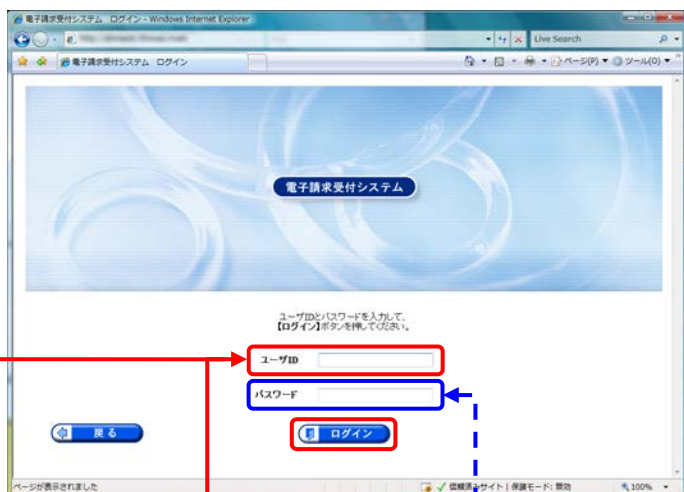 電子請求受付システム ログイン - Windows Internet Explorer
Live Search
電子請求受付システム ログイン
ページ(P) ツール(O)
電子請求受付システム
ユーザIDとパスワードを入力して、
【ログイン】ボタンを押してください。
ユーザID
パスワード
戻る
ログイン
ページが表示されました
信頼済みサイト | 保護モード: 無効
100%